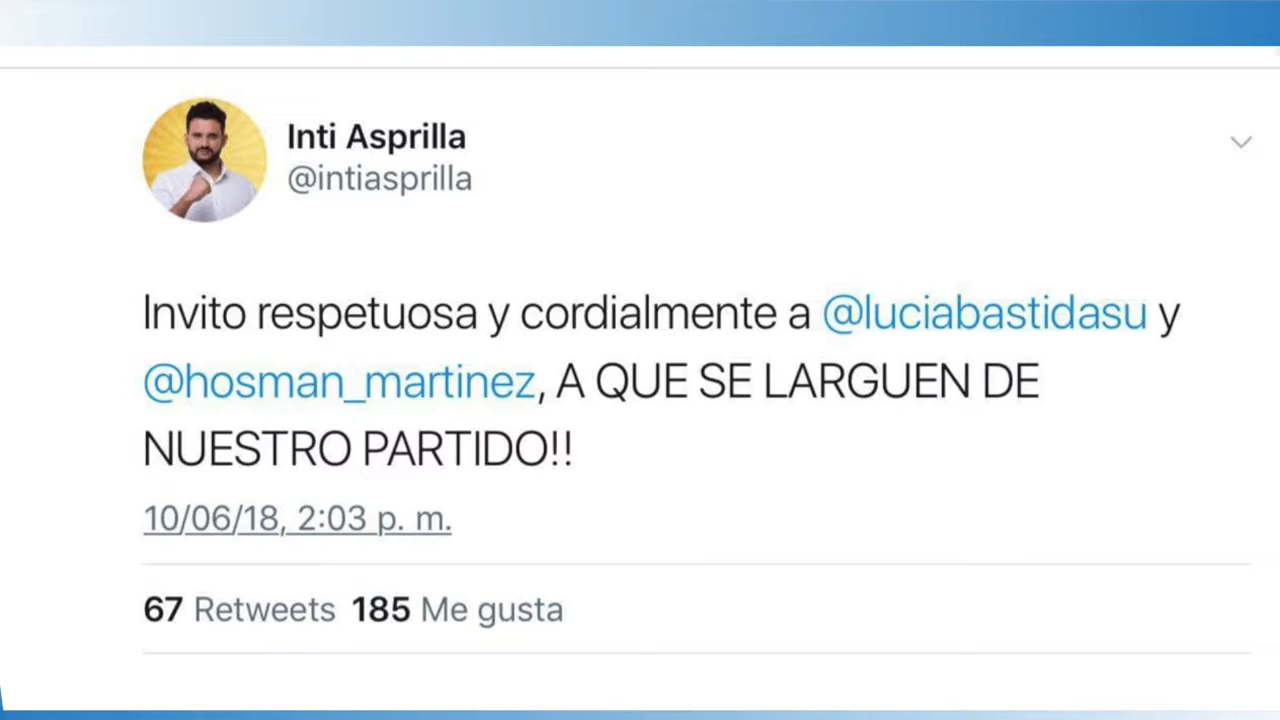 Inti Asprilla
@intiasprilla
Invito respetuosa y cordialmente a @luciabastidasu y
@hosman_martinez, A QUE SE LARGUEN DE
NUESTRO PARTIDO!!
10/06/18, 2:03 p. m.
67 Retweets 185 Me gusta